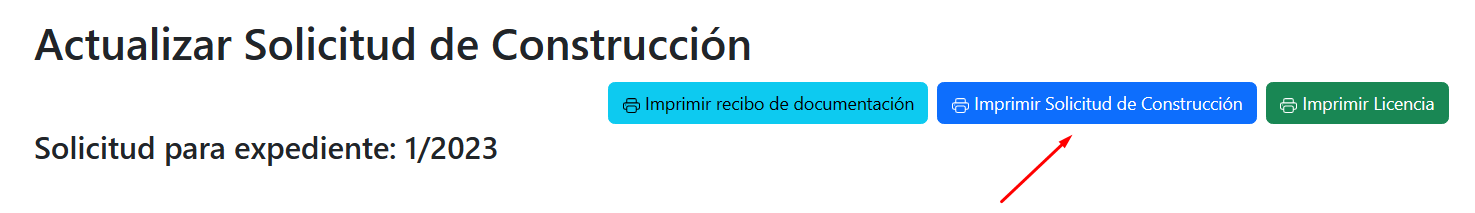 Actualizar Solicitud de Construcción
Imprimir recibo de documentación Imprimir Solicitud de Construcción Imprimir Licencia
Solicitud para expediente: 1/2023